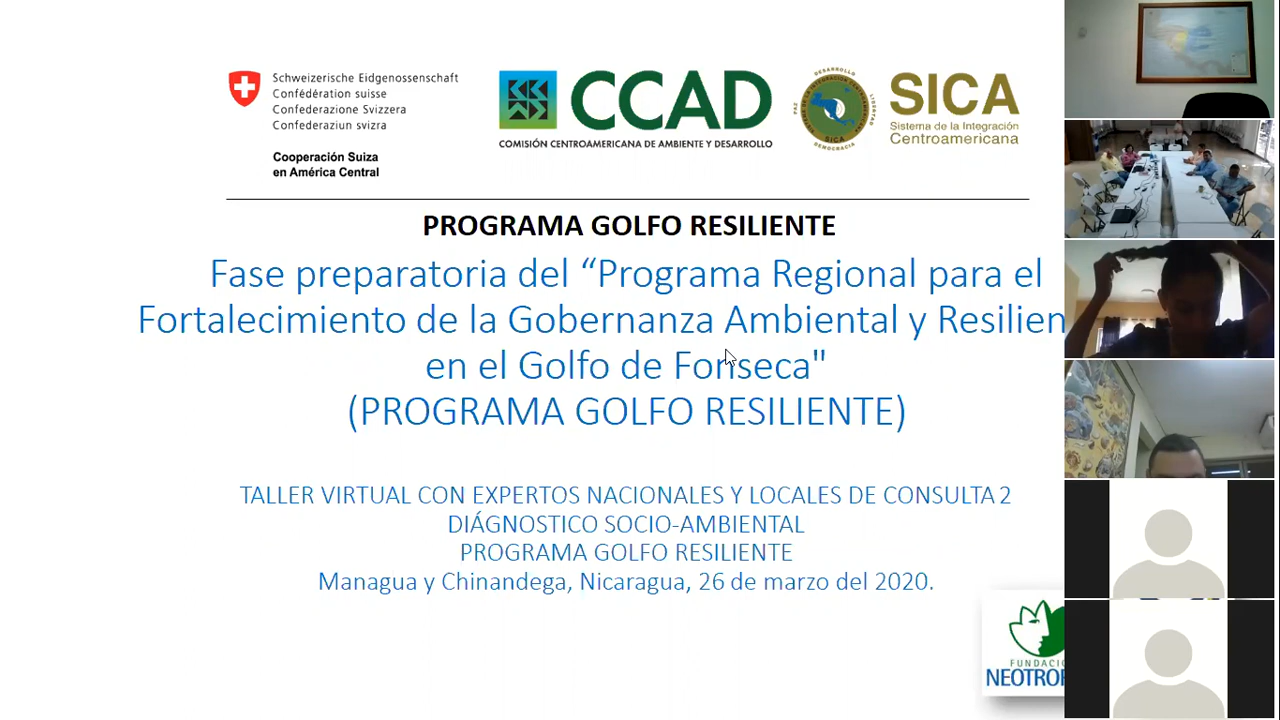 Schweizerische Eidgenossenschaft
Confédération suisse
Confederazione Svizzera
Confederaziun svizra
Cooperación Suiza
en América Central
CCAD
COMISIÓN CENTROAMERICANA DE AMBIENTE Y DESARROLLO
SICA
Sistema de la Integración
Centroamericana
PROGRAMA GOLFO RESILIENTE
Fase preparatoria del “Programa Regional para el
Fortalecimiento de la Gobernanza Ambiental y Resilien
en el Golfo de Fonseca"
(PROGRAMA GOLFO RESILIENTE)
TALLER VIRTUAL CON EXPERTOS NACIONALES Y LOCALES DE CONSULTA 2
DIÁGNOSTICO SOCIO-AMBIENTAL
PROGRAMA GOLFO RESILIENTE
Managua y Chinandega, Nicaragua, 26 de marzo del 2020.
FUNDACI
NEOTRO